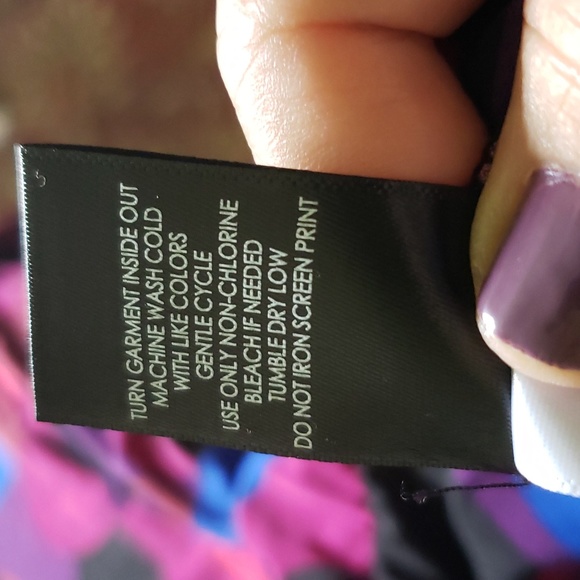 TURN GARMENT INSIDE OUT
MACHINE WASH COLD
WITH LIKE COLORS
GENTLE CYCLE
USE ONLY NON-CHLORINE
BLEACH IF NEEDED
TUMBLE DRY LOW
DO NOT IRON SCREEN PRINT